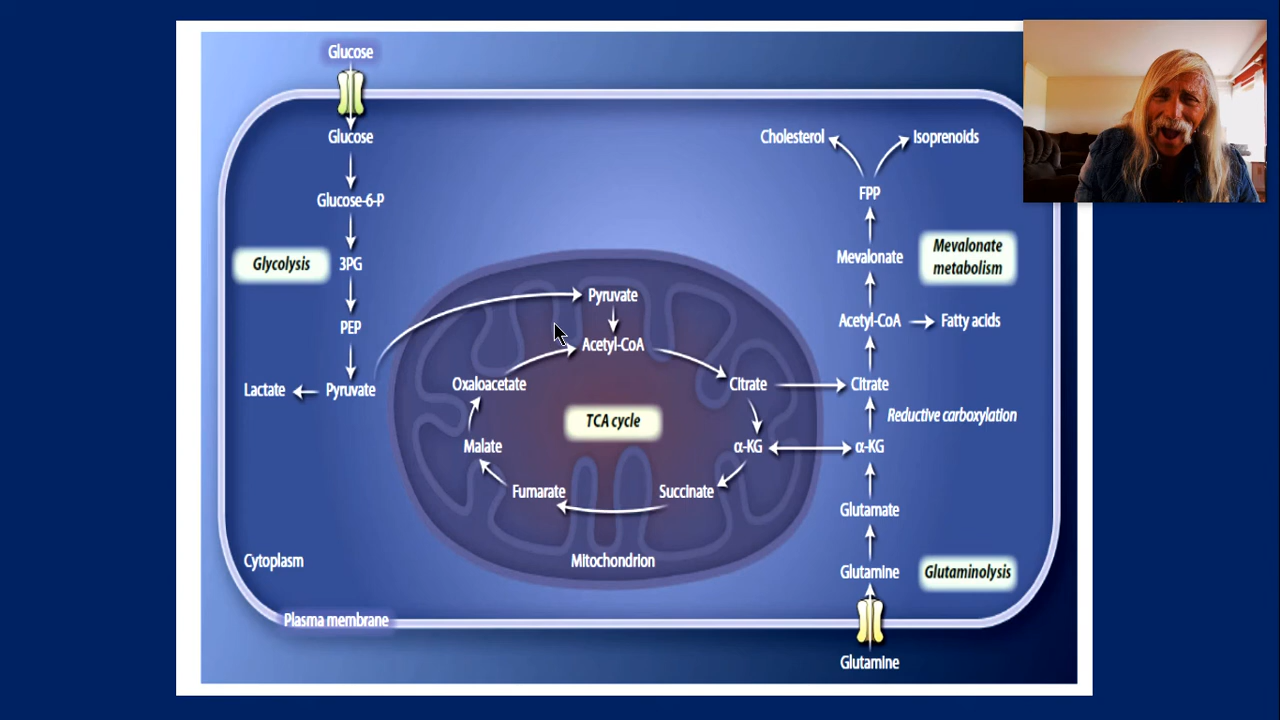 Glucose
Glucose
Glucose-6-P
Glycolysis
3PG
PEP
Lactate
Pyruvate
Cytoplasm
Plasma membrane
Pyruvate
Acetyl-CoA
Oxaloacetate
Citrate
TCA cycle
Malate
α-KG
Fumarate
Succinate
Mitochondrion
Cholesterol
Isoprenoids
FPP
Mevalonate
Mevalonate
metabolism
Acetyl-CoA
Fatty acids
Citrate
Reductive carboxylation
α-KG
Glutamate
Glutamine
Glutaminolysis
Glutamine